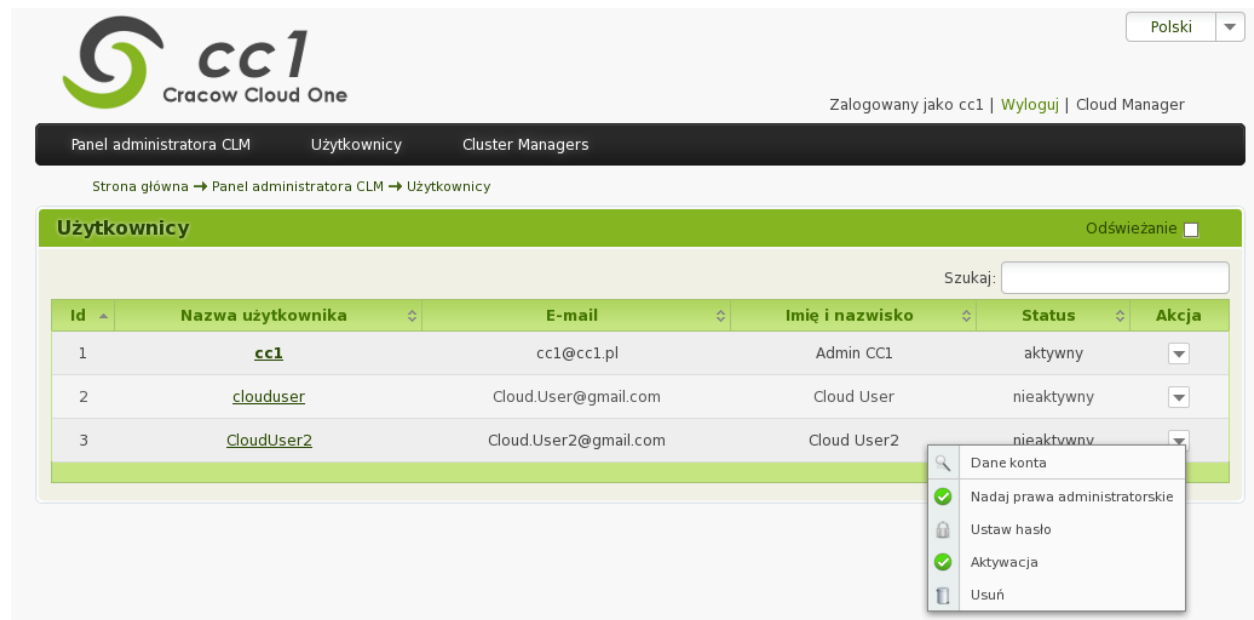 Polski
cc1
Cracow Cloud One
Zalogowany jako cc1 | Wyloguj | Cloud Manager
Panel administratora CLM Użytkownicy Cluster Managers
Strona główna → Panel administratora CLM → Użytkownicy
Użytkownicy Odświeżanie
Szukaj:
Id Nazwa użytkownika E-mail Imię i nazwisko Status Akcja
1 cc1 cc1@cc1.pl Admin CC1 aktywny
2 clouduser Cloud.User@gmail.com Cloud User nieaktywny
3 CloudUser2 Cloud.User2@gmail.com Cloud User2 nieaktywny
Dane konta
Nadaj prawa administratorskie
Ustaw hasło
Aktywacja
Usuń